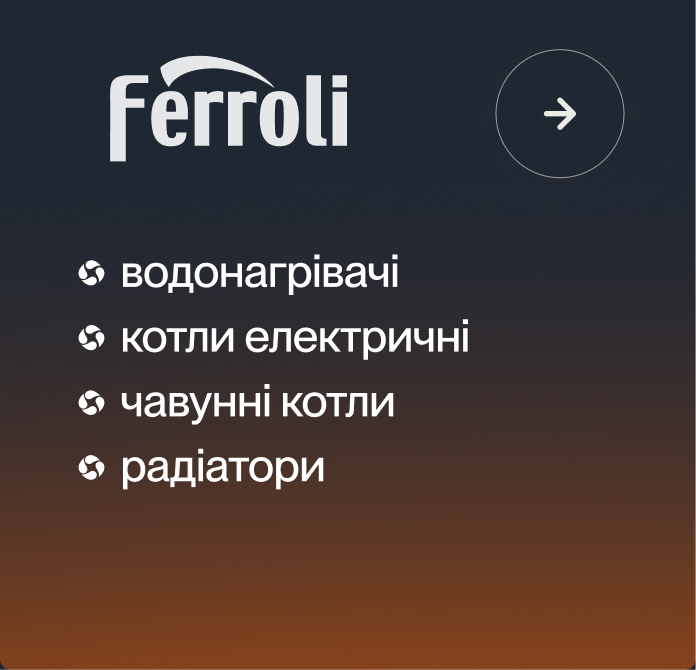 Ferroli
водонагрівачі
котли електричні
чавунні котли
радіатори